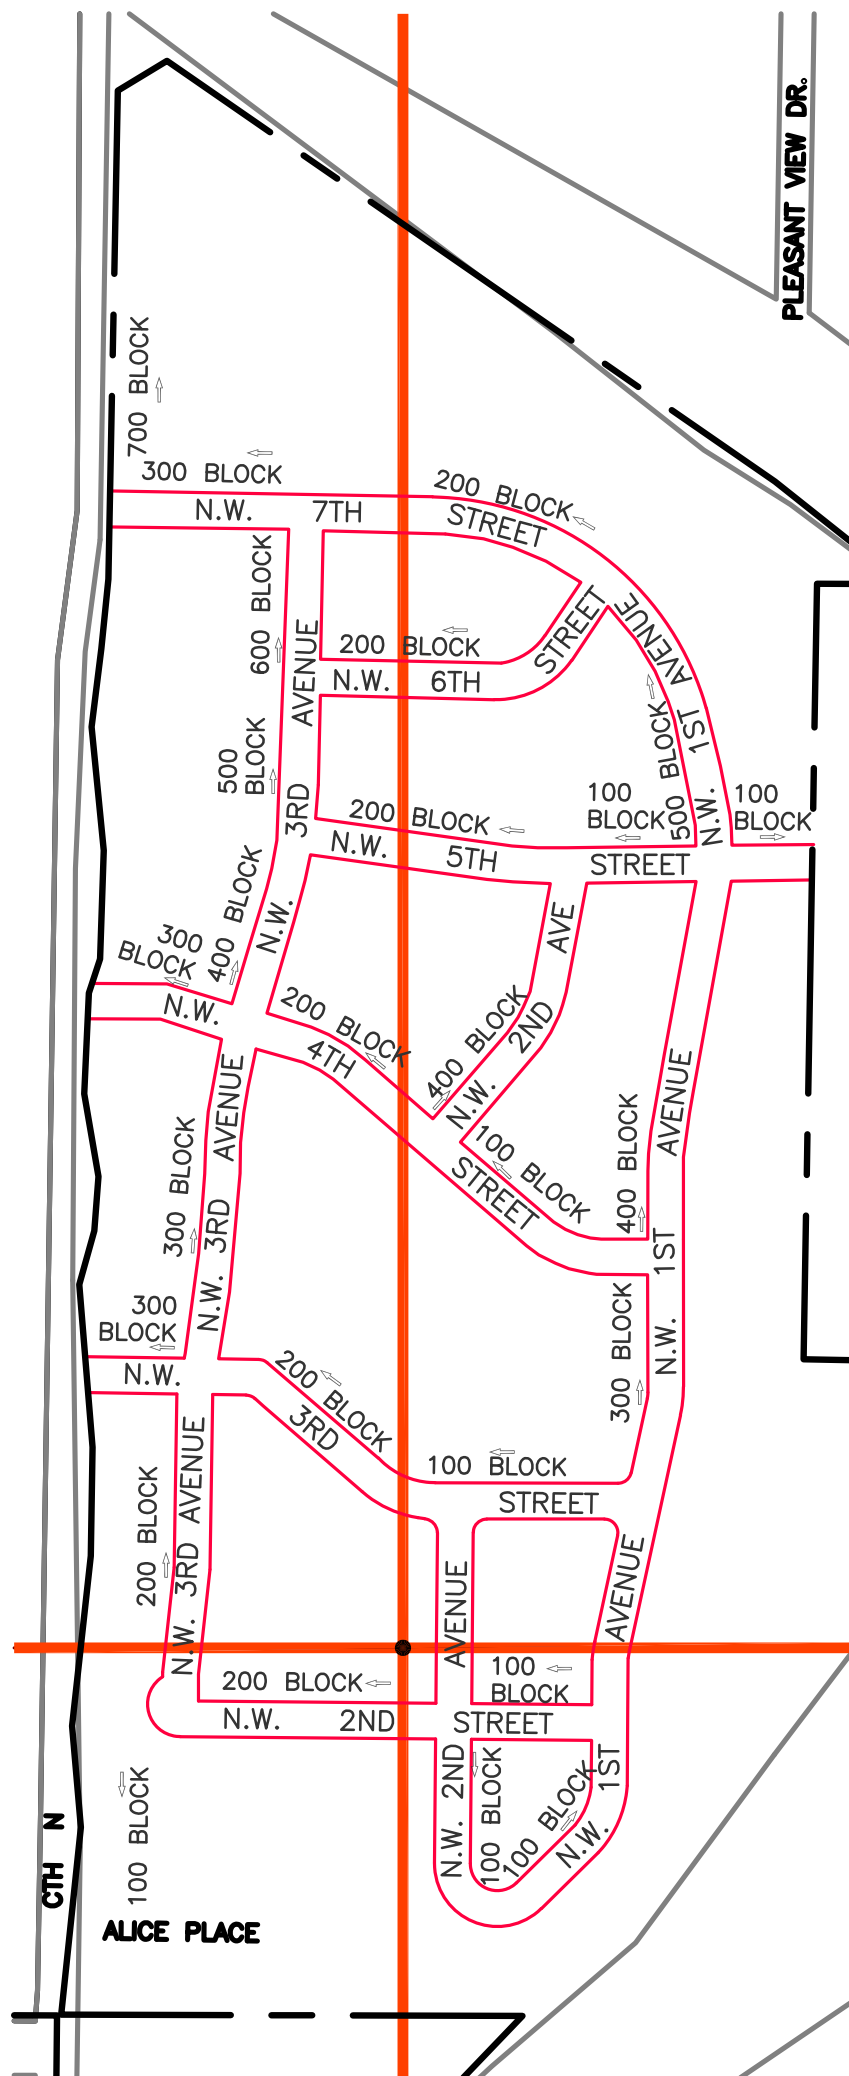 PLEASANT VIEW DR.
700 BLOCK
300 BLOCK
200 BLOCK
N.W. 7TH STREET
600 BLOCK
200 BLOCK
N.W. 6TH STREET
N.W. 1ST AVENUE
500 BLOCK
500
BLOCK
N.W. 3RD AVENUE
200 BLOCK
100
BLOCK
100
BLOCK
N.W. 5TH STREET
400 BLOCK
300
BLOCK
N.W. 4TH STREET
200 BLOCK
400 BLOCK
N.W. 2ND AVE
100 BLOCK
400 BLOCK
N.W. 1ST AVENUE
300 BLOCK
N.W. 3RD AVENUE
300
BLOCK
300 BLOCK
N.W. 3RD STREET
200 BLOCK
100 BLOCK
200 BLOCK
N.W. 3RD AVENUE
200 BLOCK
100
BLOCK
N.W. 2ND STREET
N.W. 2ND AVENUE
100 BLOCK
100 BLOCK
N.W. 1ST AVENUE
100 BLOCK
CTH N
ALICE PLACE